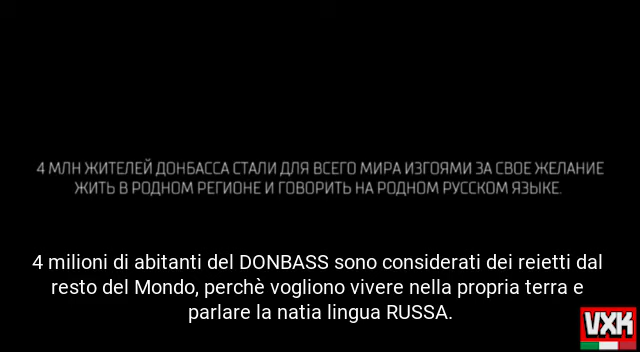 4 МЛН ЖИТЕЛЕЙ ДОНБАССА СТАЛИ ДЛЯ ВСЕГО МИРА ИЗГОЯМИ ЗА СВОЕ ЖЕЛАНИЕ
ЖИТЬ В РОДНОМ РЕГИОНЕ И ГОВОРИТЬ НА РОДНОМ РУССКОМ ЯЗЫКЕ.
4 milioni di abitanti del DONBASS sono considerati dei reietti dal
resto del Mondo, perchè vogliono vivere nella propria terra e
parlare la natia lingua RUSSA.
VXK